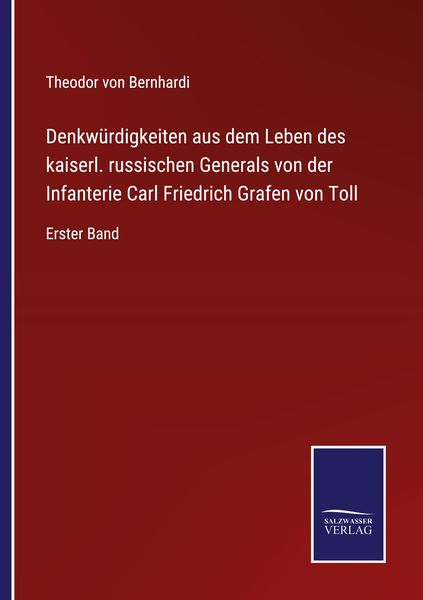 Theodor von Bernhardi
Denkwürdigkeiten aus dem Leben des
kaiserl. russischen Generals von der
Infanterie Carl Friedrich Grafen von Toll
Erster Band
SALZWASSER
VERLAG